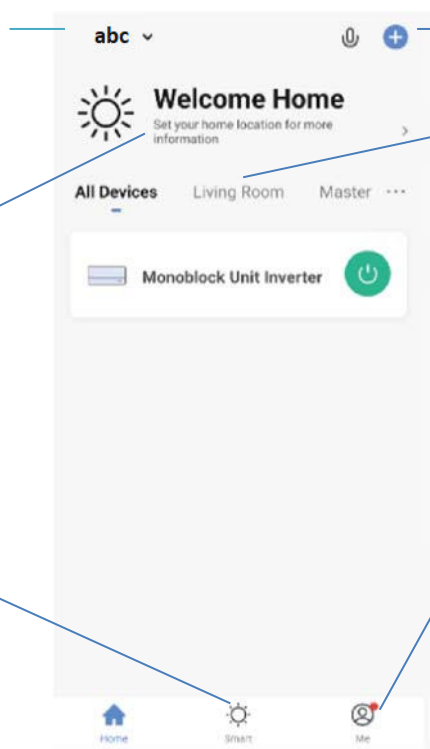 abc
Welcome Home
Set your home location for more
information
All Devices Living Room Master ...
Monoblock Unit Inverter
Home Smart Me